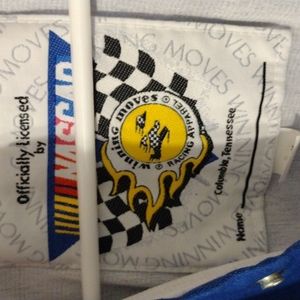 Officially Licensed
by
NASCAR
winning moves
RACING APPAREL
Columbia, Tennessee
Name
WINNING MOVES